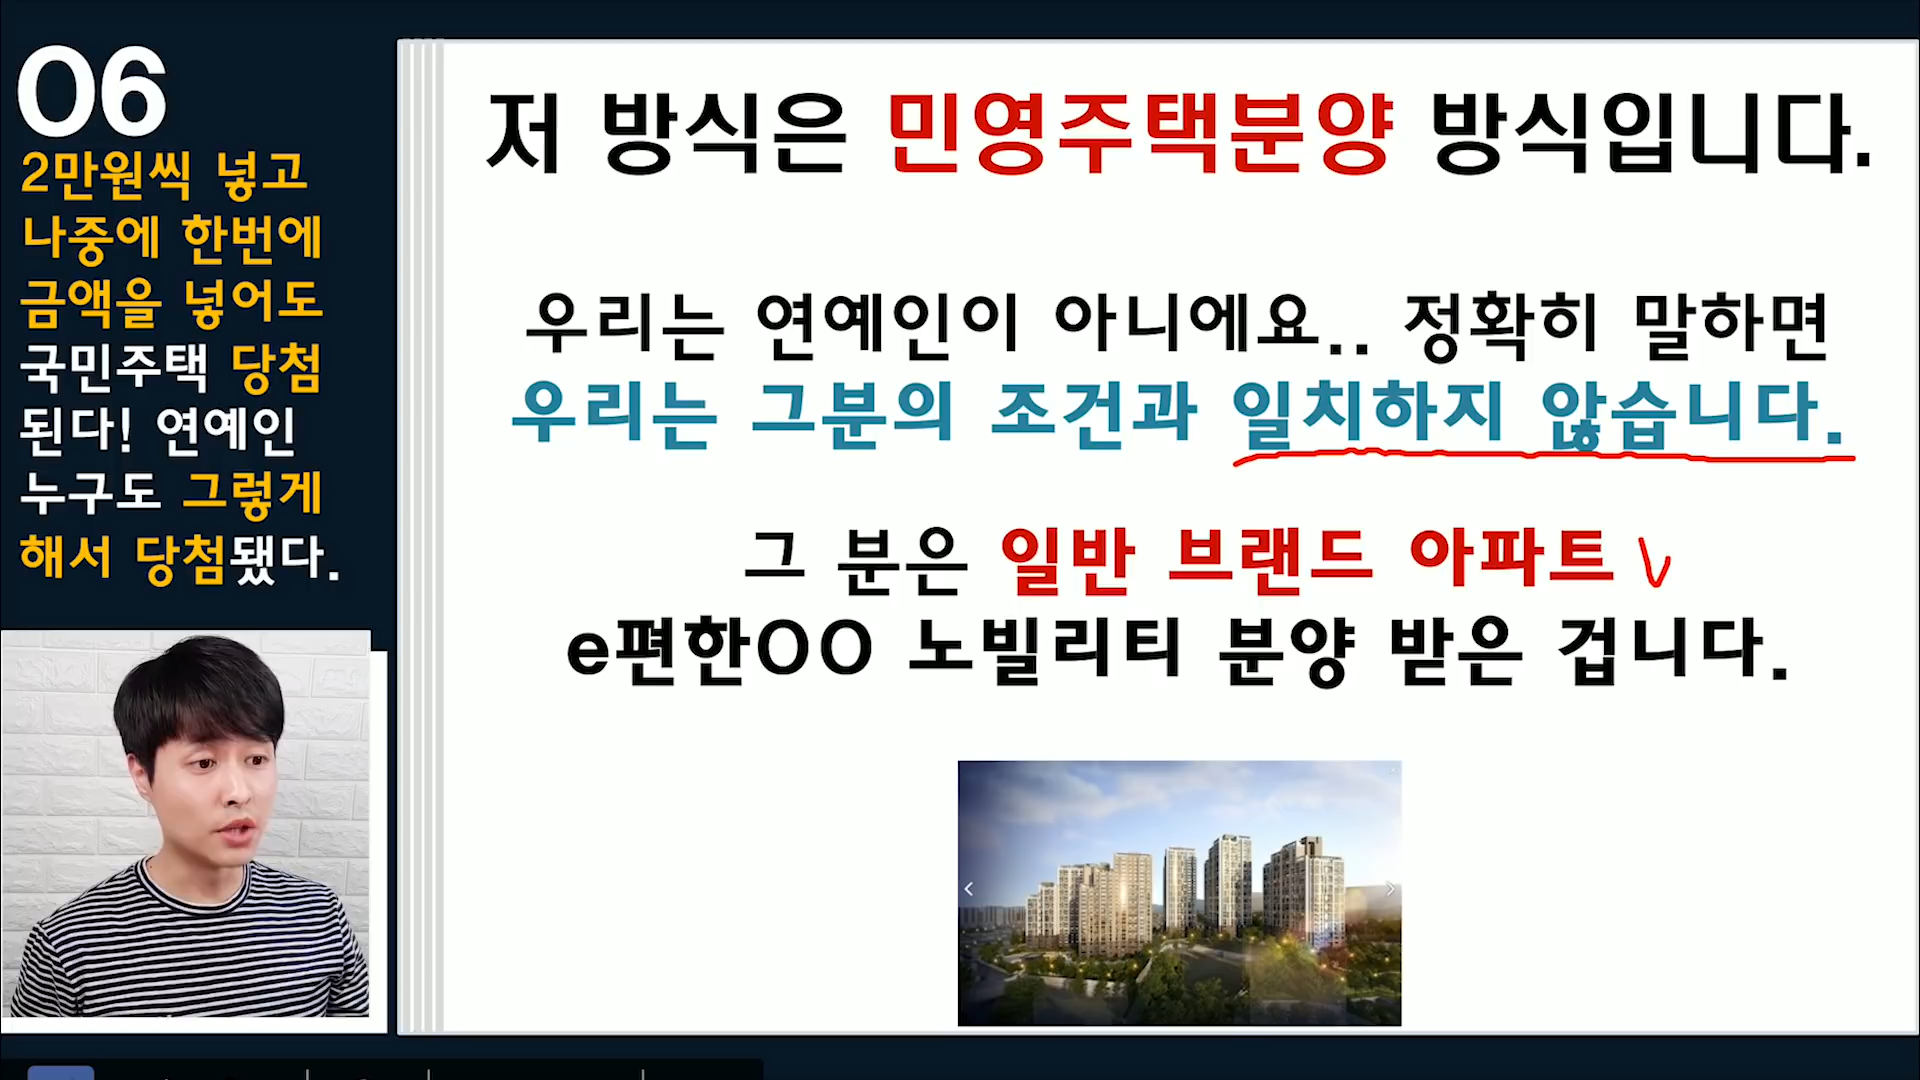 06
2만원씩 넣고
나중에 한번에
금액을 넣어도
국민주택 당첨
된다! 연예인
누구도 그렇게
해서 당첨됐다.
저 방식은 민영주택분양 방식입니다.
우리는 연예인이 아니에요.. 정확히 말하면
우리는 그분의 조건과 일치하지 않습니다.
그 분은 일반 브랜드 아파트
e편한OO 노빌리티 분양 받은 겁니다.